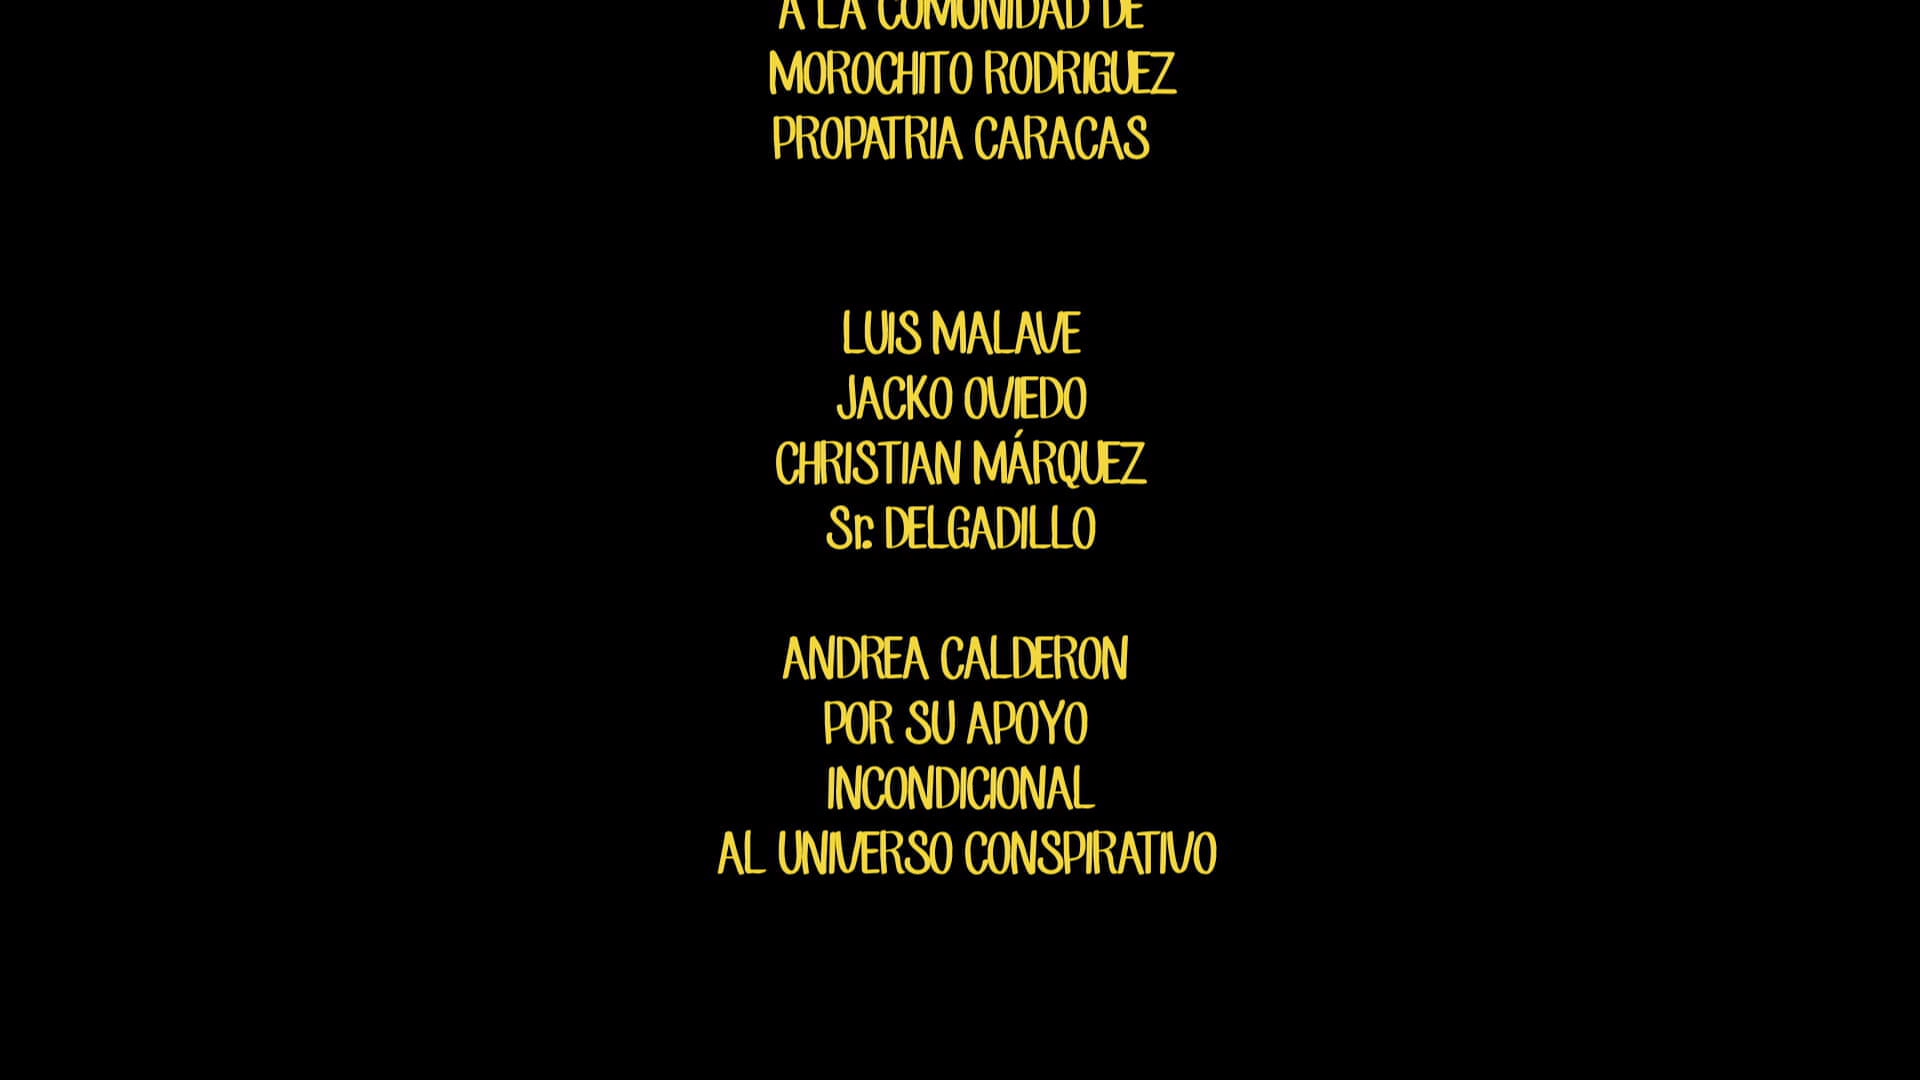 A LA COMUNIDAD DE
MOROCHITO RODRIGUEZ
PROPATRIA CARACAS
LUIS MALAVE
JACKO OVIEDO
CHRISTIAN MÁRQUEZ
Sr. DELGADILLO
ANDREA CALDERON
POR SU APOYO
INCONDICIONAL
AL UNIVERSO CONSPIRATIVO